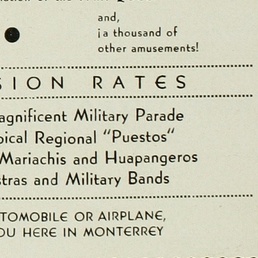 and,
¡a thousand of
other amusements!
SION RATES
agnificent Military Parade
pical Regional "Puestos"
Mariachis and Huapangeros
stras and Military Bands
TOMOBILE OR AIRPLANE,
OU HERE IN MONTERREY